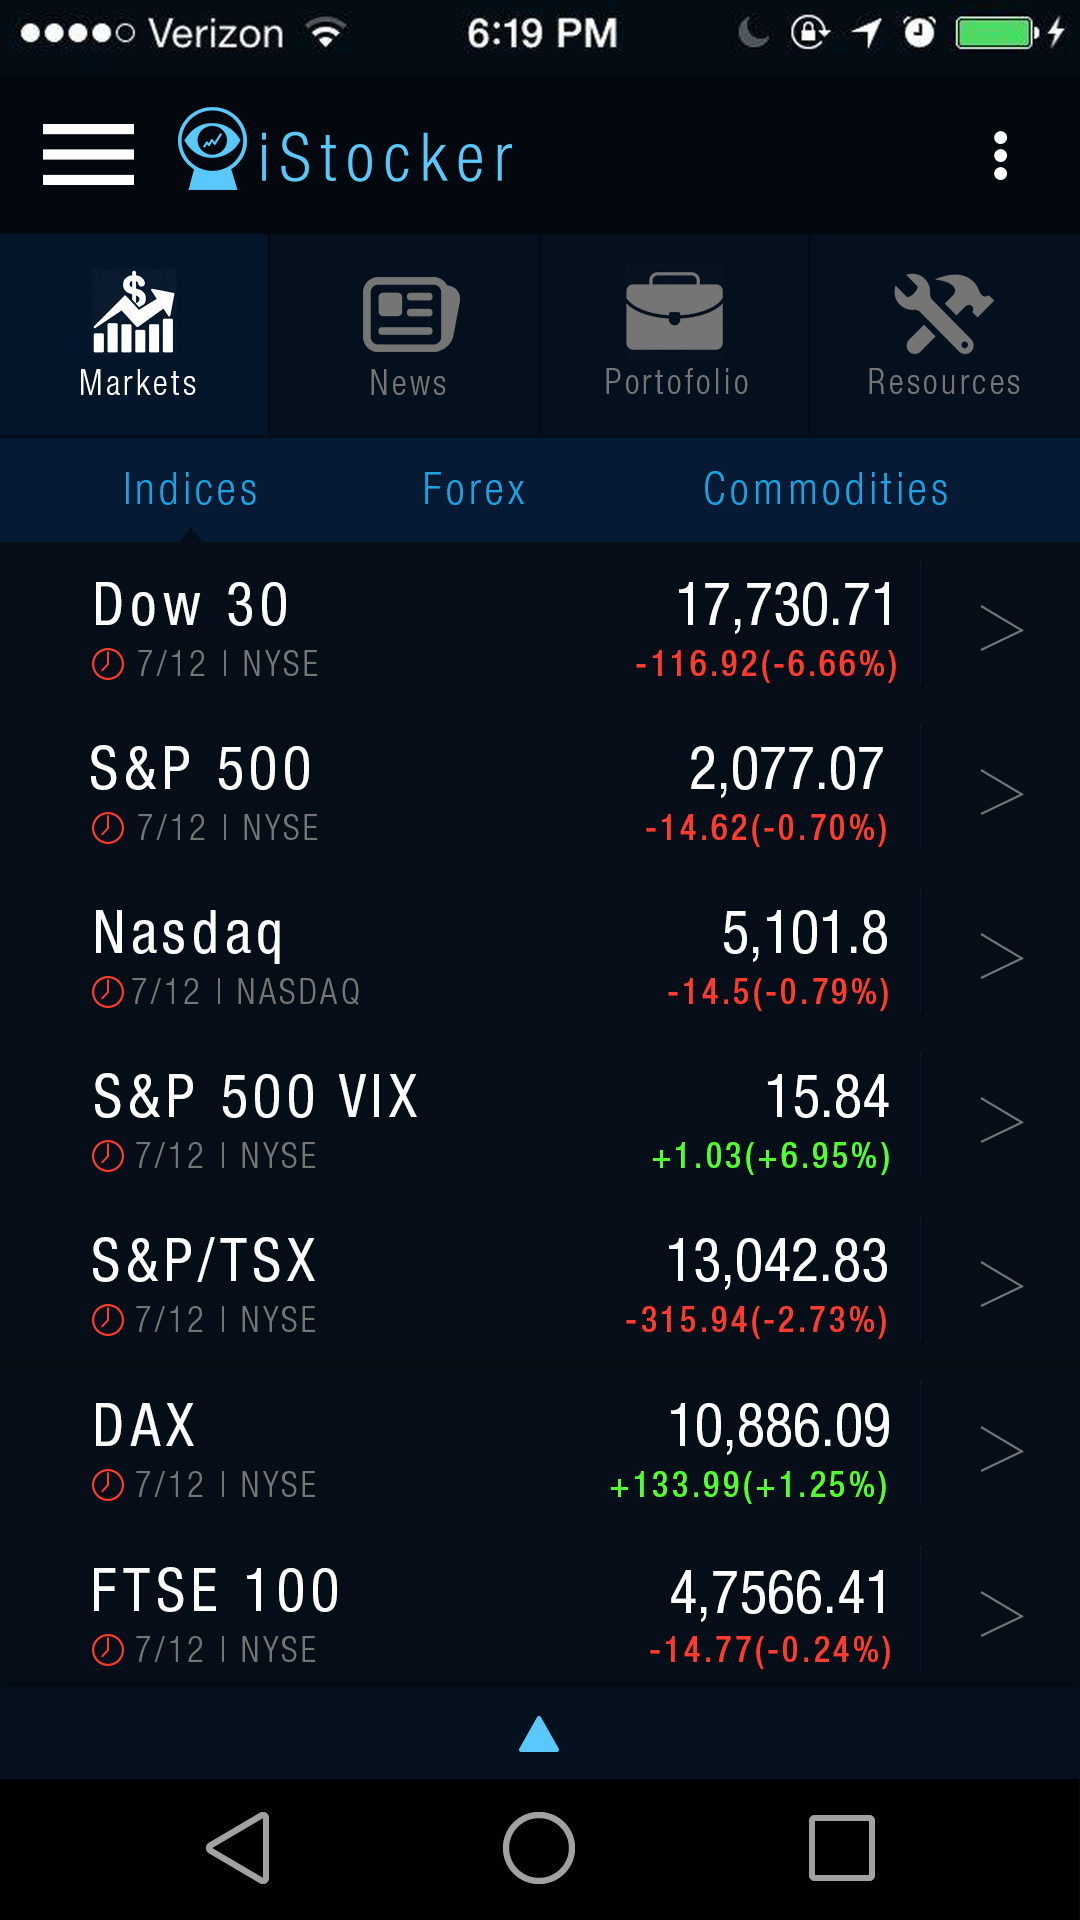 Verizon 6:19 PM
iStocker
Markets News Portofolio Resources
Indices Forex Commodities
Dow 30 17,730.71
7/12 | NYSE -116.92(-6.66%)
S&P 500 2,077.07
7/12 | NYSE -14.62(-0.70%)
Nasdaq 5,101.8
7/12 | NASDAQ -14.5(-0.79%)
S&P 500 VIX 15.84
7/12 | NYSE +1.03(+6.95%)
S&P/TSX 13,042.83
7/12 | NYSE -315.94(-2.73%)
DAX 10,886.09
7/12 | NYSE +133.99(+1.25%)
FTSE 100 4,7566.41
7/12 | NYSE -14.77(-0.24%)